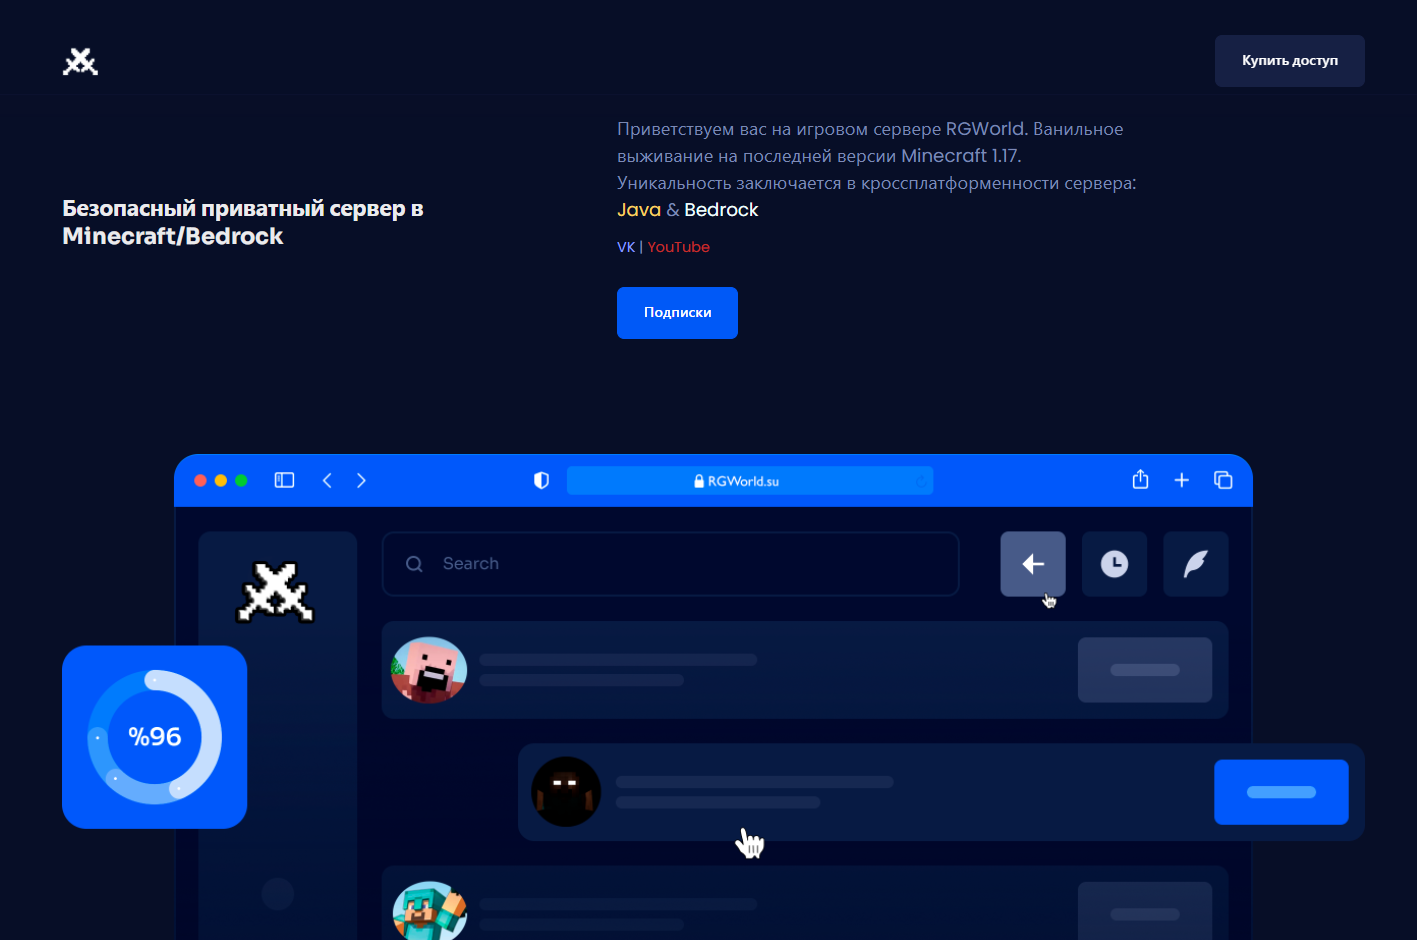 Купить доступ
Безопасный приватный сервер в
Minecraft/Bedrock
Приветствуем вас на игровом сервере RGWorld. Ванильное
выживание на последней версии Minecraft 1.17.
Уникальность заключается в кроссплатформенности сервера:
Java & Bedrock
VK | YouTube
Подписки
RGWorld.su
Search
%96